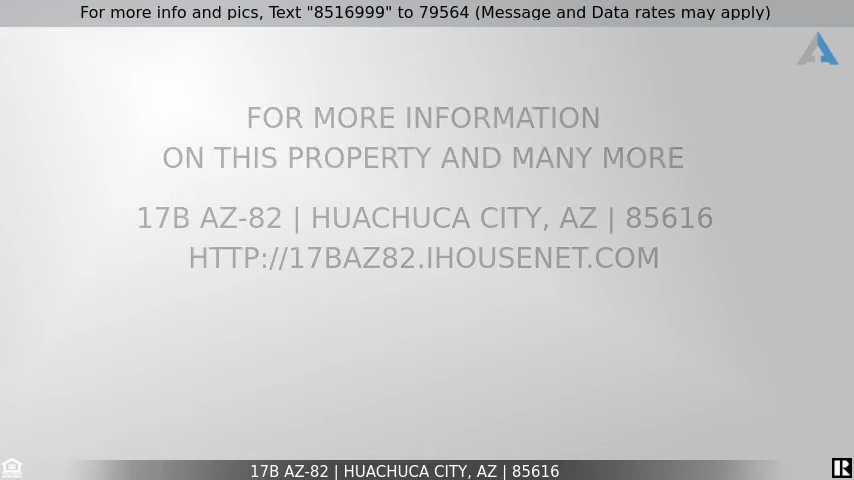 For more info and pics, Text "8516999" to 79564 (Message and Data rates may apply)
FOR MORE INFORMATION
ON THIS PROPERTY AND MANY MORE
17B AZ-82 | HUACHUCA CITY, AZ | 85616
HTTP://17BAZ82.IHOUSENET.COM
17B AZ-82 | HUACHUCA CITY, AZ | 85616